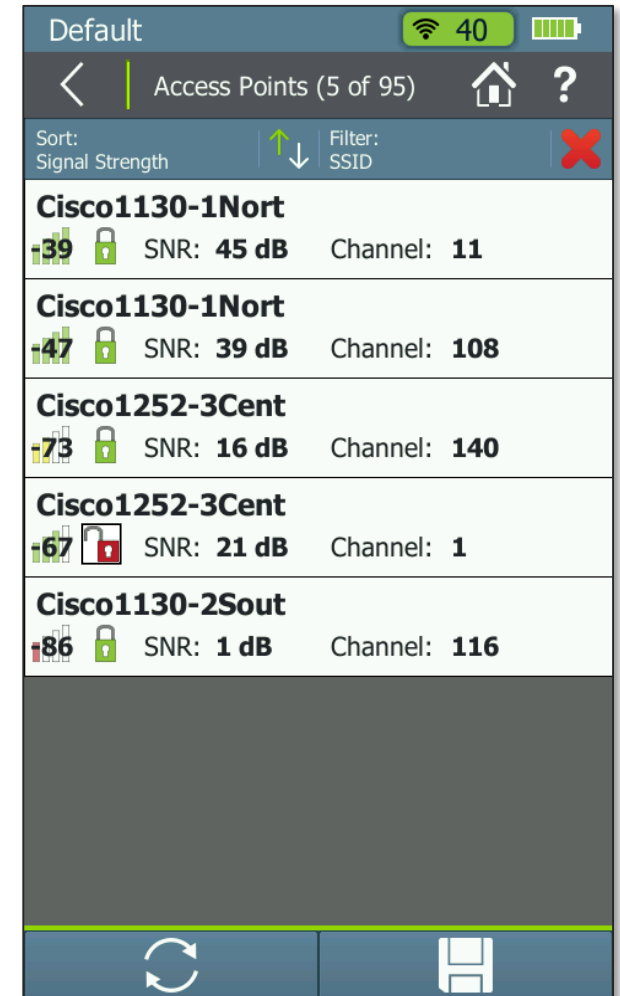 Default 40
Access Points (5 of 95) ?
Sort: Filter:
Signal Strength SSID
Cisco1130-1Nort
-39 SNR: 45 dB Channel: 11
Cisco1130-1Nort
-47 SNR: 39 dB Channel: 108
Cisco1252-3Cent
-73 SNR: 16 dB Channel: 140
Cisco1252-3Cent
-67 SNR: 21 dB Channel: 1
Cisco1130-2Sout
-86 SNR: 1 dB Channel: 116